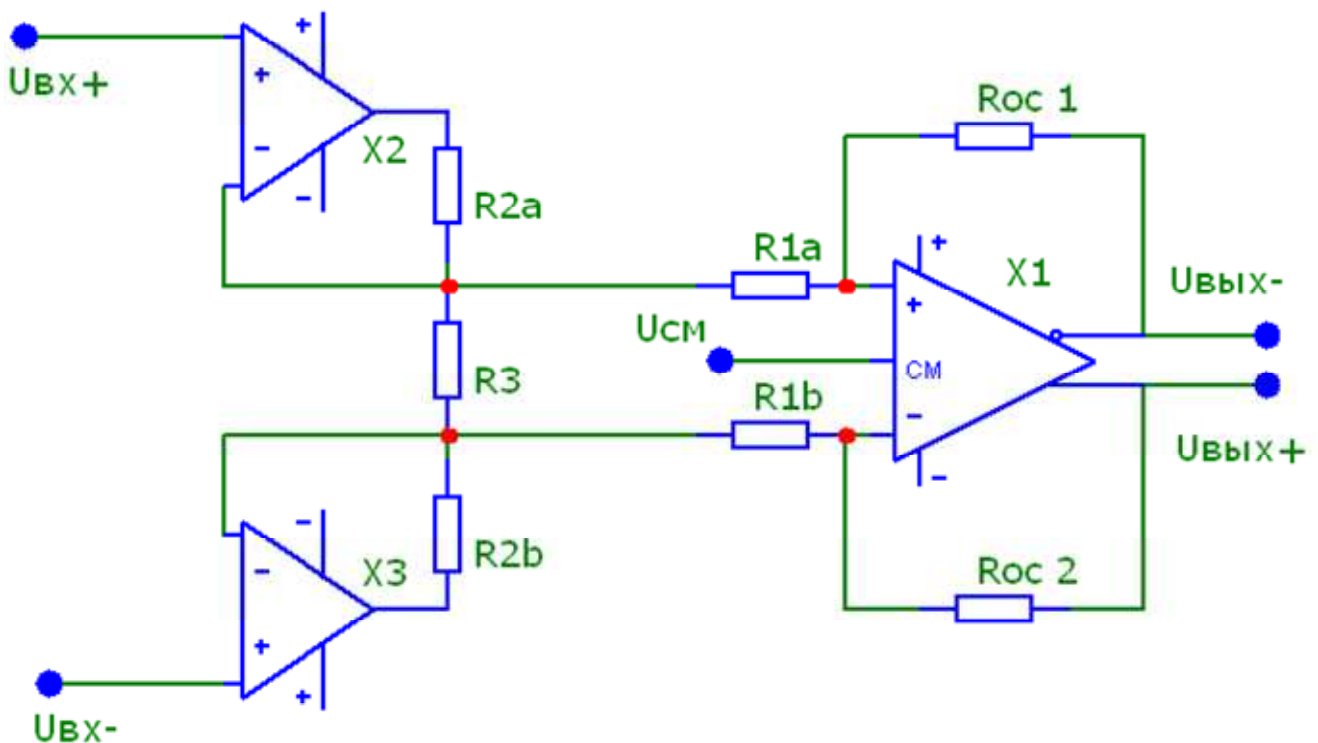 +
Uвх+
+
-
X2
-
R2a
Roc 1
R1a
+
X1
+
Uвых-
Uсм
CM
R3
R1b
-
-
Uвых+
-
-
X3
R2b
Roc 2
+
+
Uвх-